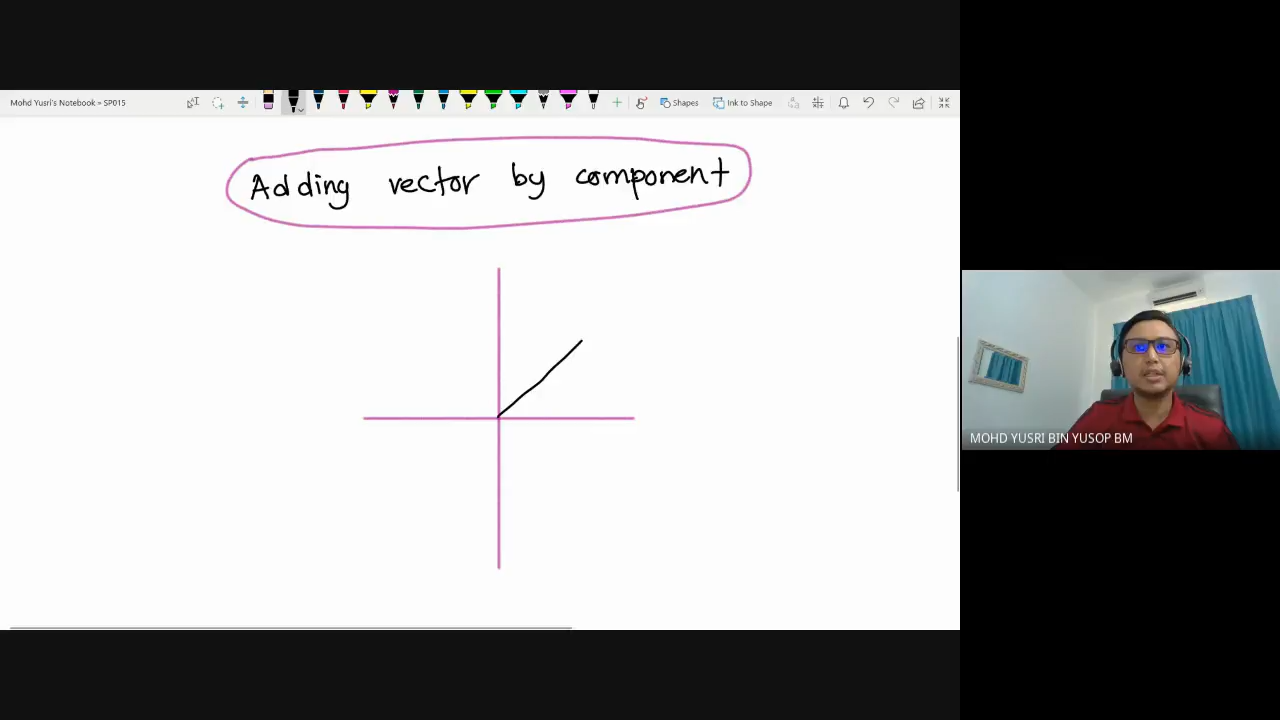 Mohd Yusri's Notebook » SP015
Shapes
Ink to Shape
Adding vector by component
MOHD YUSRI BIN YUSOP BM